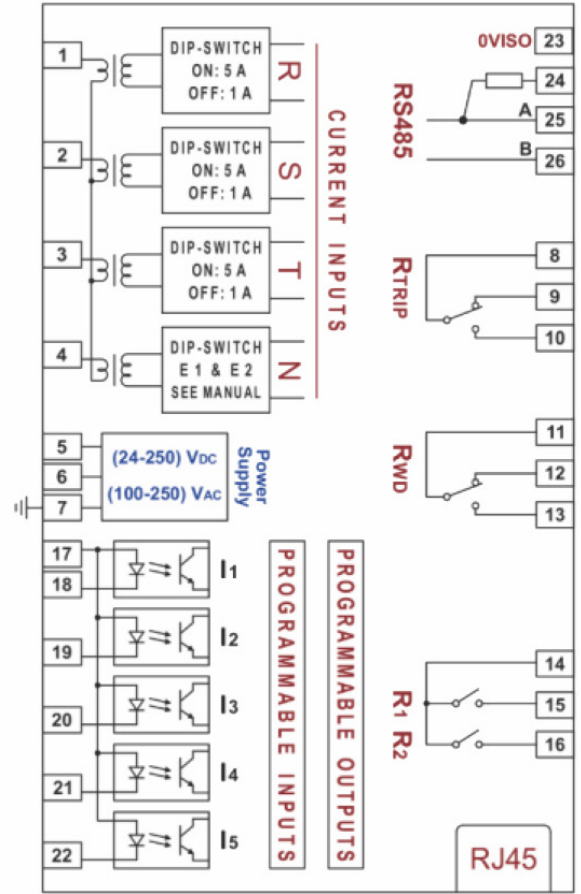 1
DIP-SWITCH
ON: 5 A
OFF: 1 A
R
2
DIP-SWITCH
ON: 5 A
OFF: 1 A
S
3
DIP-SWITCH
ON: 5 A
OFF: 1 A
T
4
DIP-SWITCH
E1 & E2
SEE MANUAL
N
CURRENT INPUTS
5
6
7
(24-250) VDC
(100-250) VAC
Power
Supply
17
18
I1
19
I2
20
I3
21
I4
22
I5
PROGRAMMABLE INPUTS
PROGRAMMABLE OUTPUTS
0VISO 23
24
A 25
B 26
RS485
8
9
10
RTRIP
11
12
13
RWD
14
15
16
R1 R2
RJ45